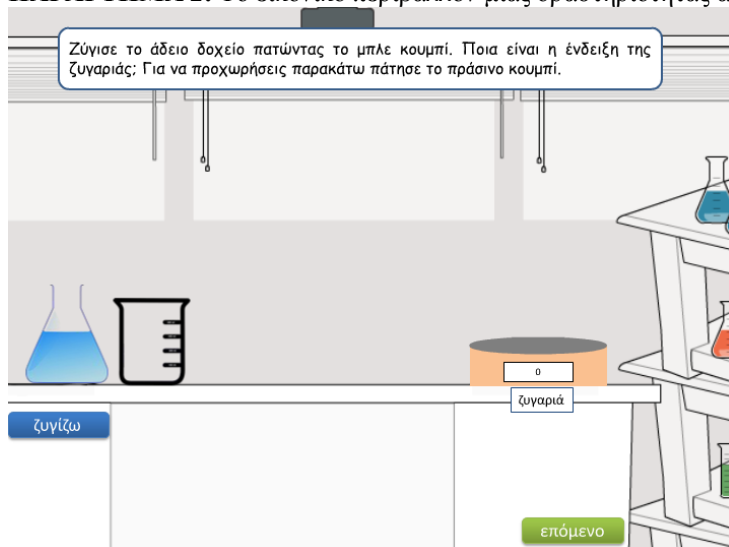 Ζύγισε το άδειο δοχείο πατώντας το μπλε κουμπί. Ποια είναι η ένδειξη της
ζυγαριάς; Για να προχωρήσεις παρακάτω πάτησε το πράσινο κουμπί.
0
ζυγαριά
ζυγίζω
επόμενο